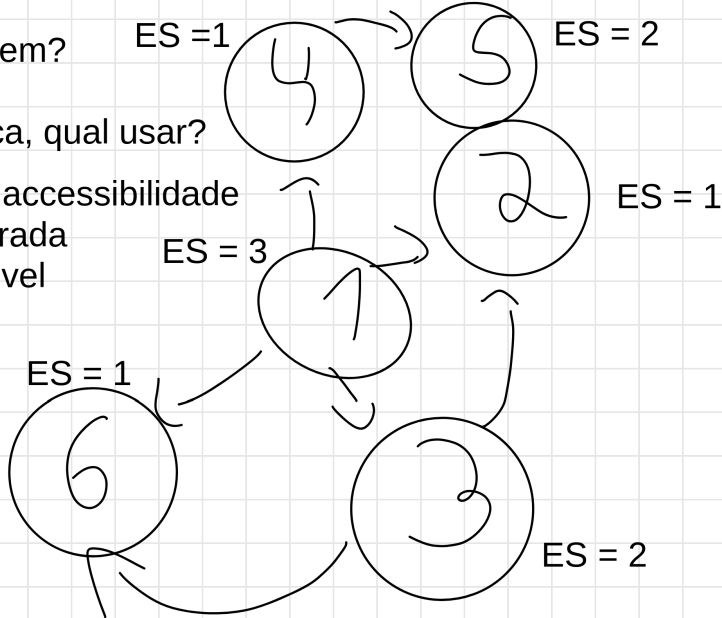 em?
ES =1
4
5
ES = 2
ca, qual usar?
accessibilidade
rada
vel
ES = 3
1
2
ES = 1
ES = 1
6
3
ES = 2